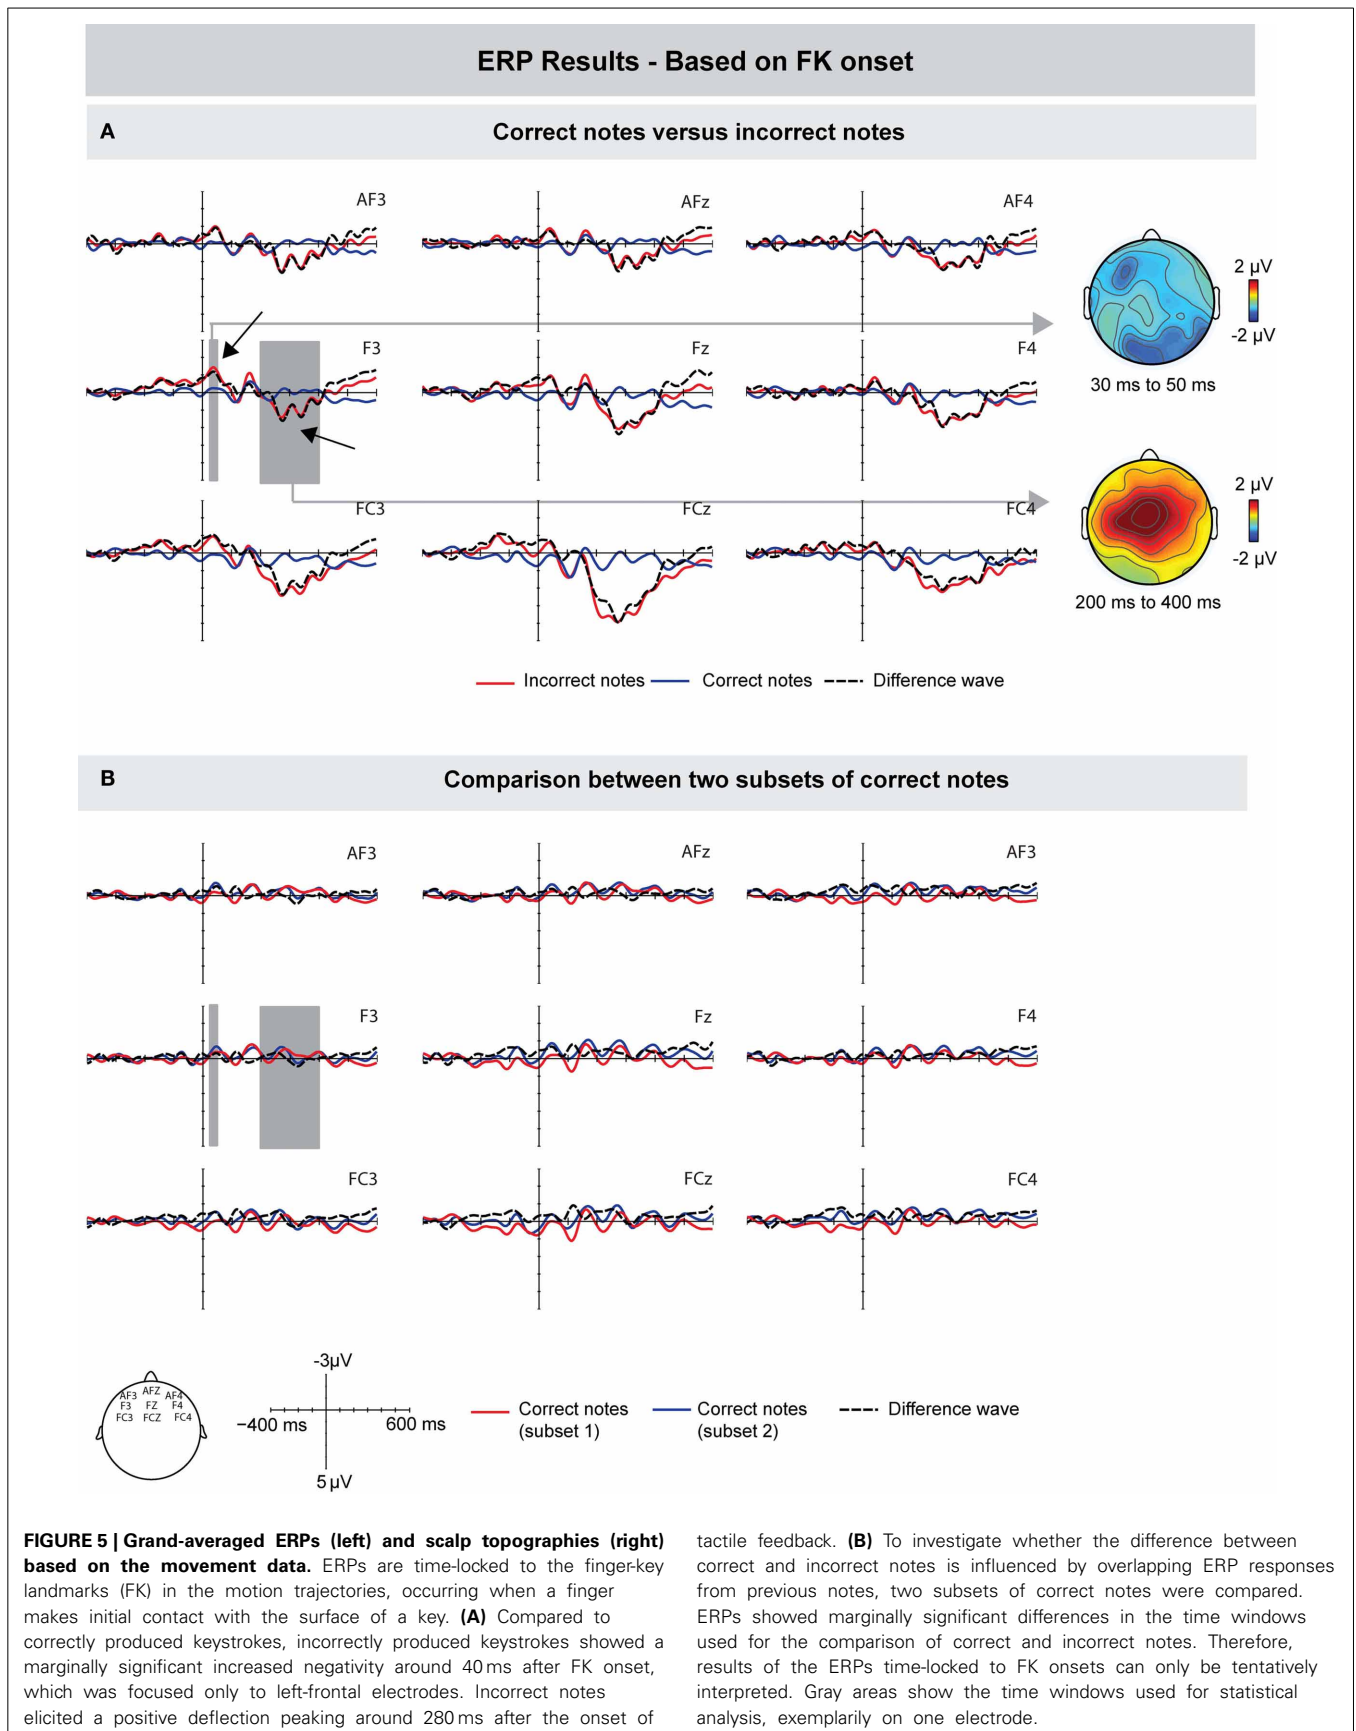 ERP Results - Based on FK onset
A
Correct notes versus incorrect notes
AF3
AFz
AF4
2 µV
-2 µV
30 ms to 50 ms
F3
Fz
F4
2 µV
-2 µV
200 ms to 400 ms
FC3
FCz
FC4
Incorrect notes
Correct notes
Difference wave
B
Comparison between two subsets of correct notes
AF3
AFz
AF3
F3
Fz
F4
FC3
FCz
FC4
AF3 AFZ AF4
F3 FZ F4
FC3 FCZ FC4
-3µV
−400 ms
600 ms
5 µV
Correct notes
(subset 1)
Correct notes
(subset 2)
Difference wave
FIGURE 5 | Grand-averaged ERPs (left) and scalp topographies (right)
based on the movement data. ERPs are time-locked to the finger-key
landmarks (FK) in the motion trajectories, occurring when a finger
makes initial contact with the surface of a key. (A) Compared to
correctly produced keystrokes, incorrectly produced keystrokes showed a
marginally significant increased negativity around 40 ms after FK onset,
which was focused only to left-frontal electrodes. Incorrect notes
elicited a positive deflection peaking around 280 ms after the onset of
tactile feedback. (B) To investigate whether the difference between
correct and incorrect notes is influenced by overlapping ERP responses
from previous notes, two subsets of correct notes were compared.
ERPs showed marginally significant differences in the time windows
used for the comparison of correct and incorrect notes. Therefore,
results of the ERPs time-locked to FK onsets can only be tentatively
interpreted. Gray areas show the time windows used for statistical
analysis, exemplarily on one electrode.